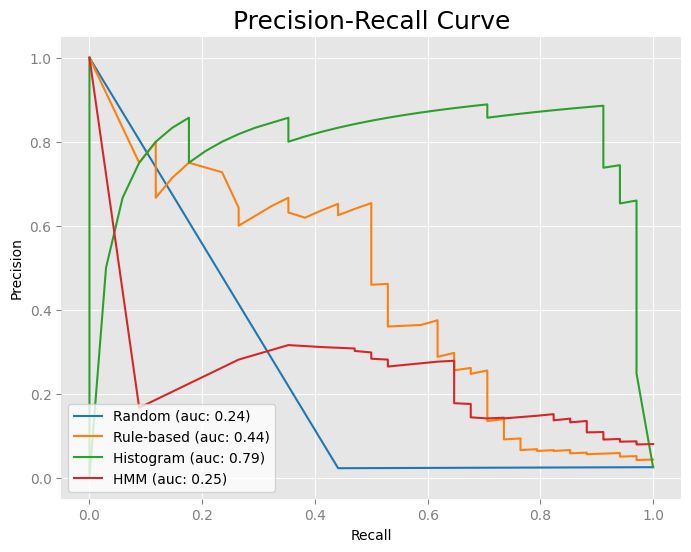 Precision-Recall Curve
Precision
1.0
0.8
0.6
0.4
0.2
0.0
Random (auc: 0.24)
Rule-based (auc: 0.44)
Histogram (auc: 0.79)
HMM (auc: 0.25)
0.0 0.2 0.4 0.6 0.8 1.0
Recall